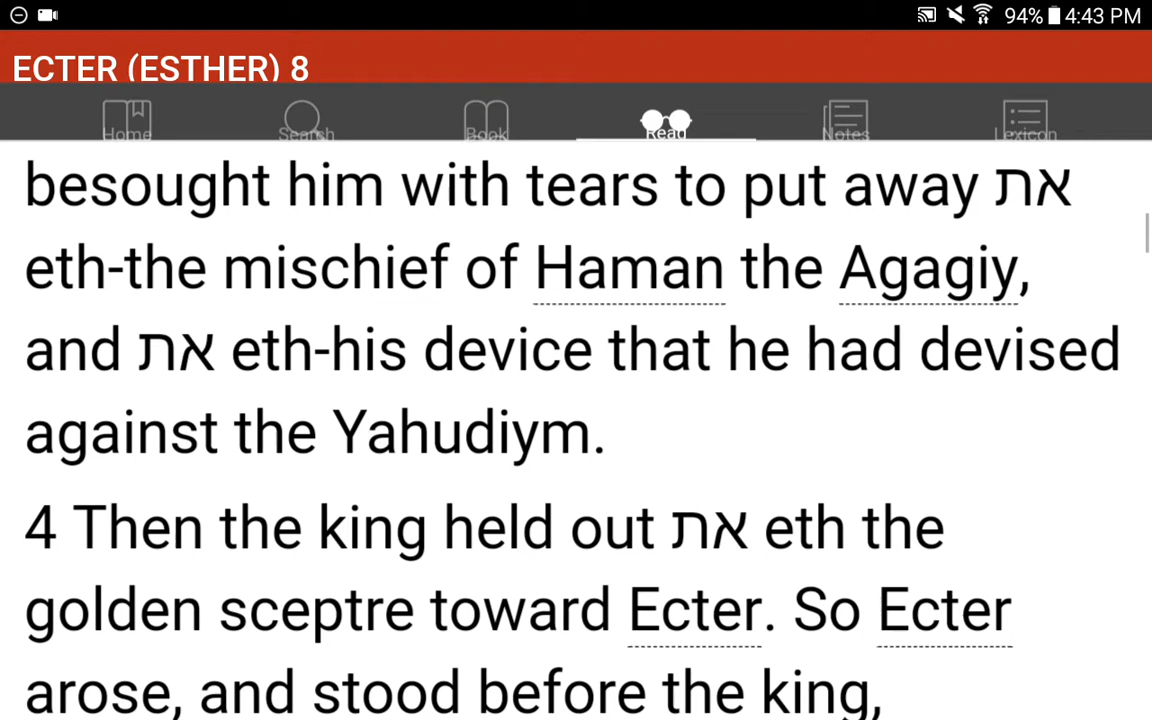 94% 4:43 PM
ECTER (ESTHER) 8
Home Search Book Read Notes Lexicon
besought him with tears to put away את
eth-the mischief of Haman the Agagiy,
and את eth-his device that he had devised
against the Yahudiym.
4 Then the king held out את eth the
golden sceptre toward Ecter. So Ecter
arose, and stood before the king,